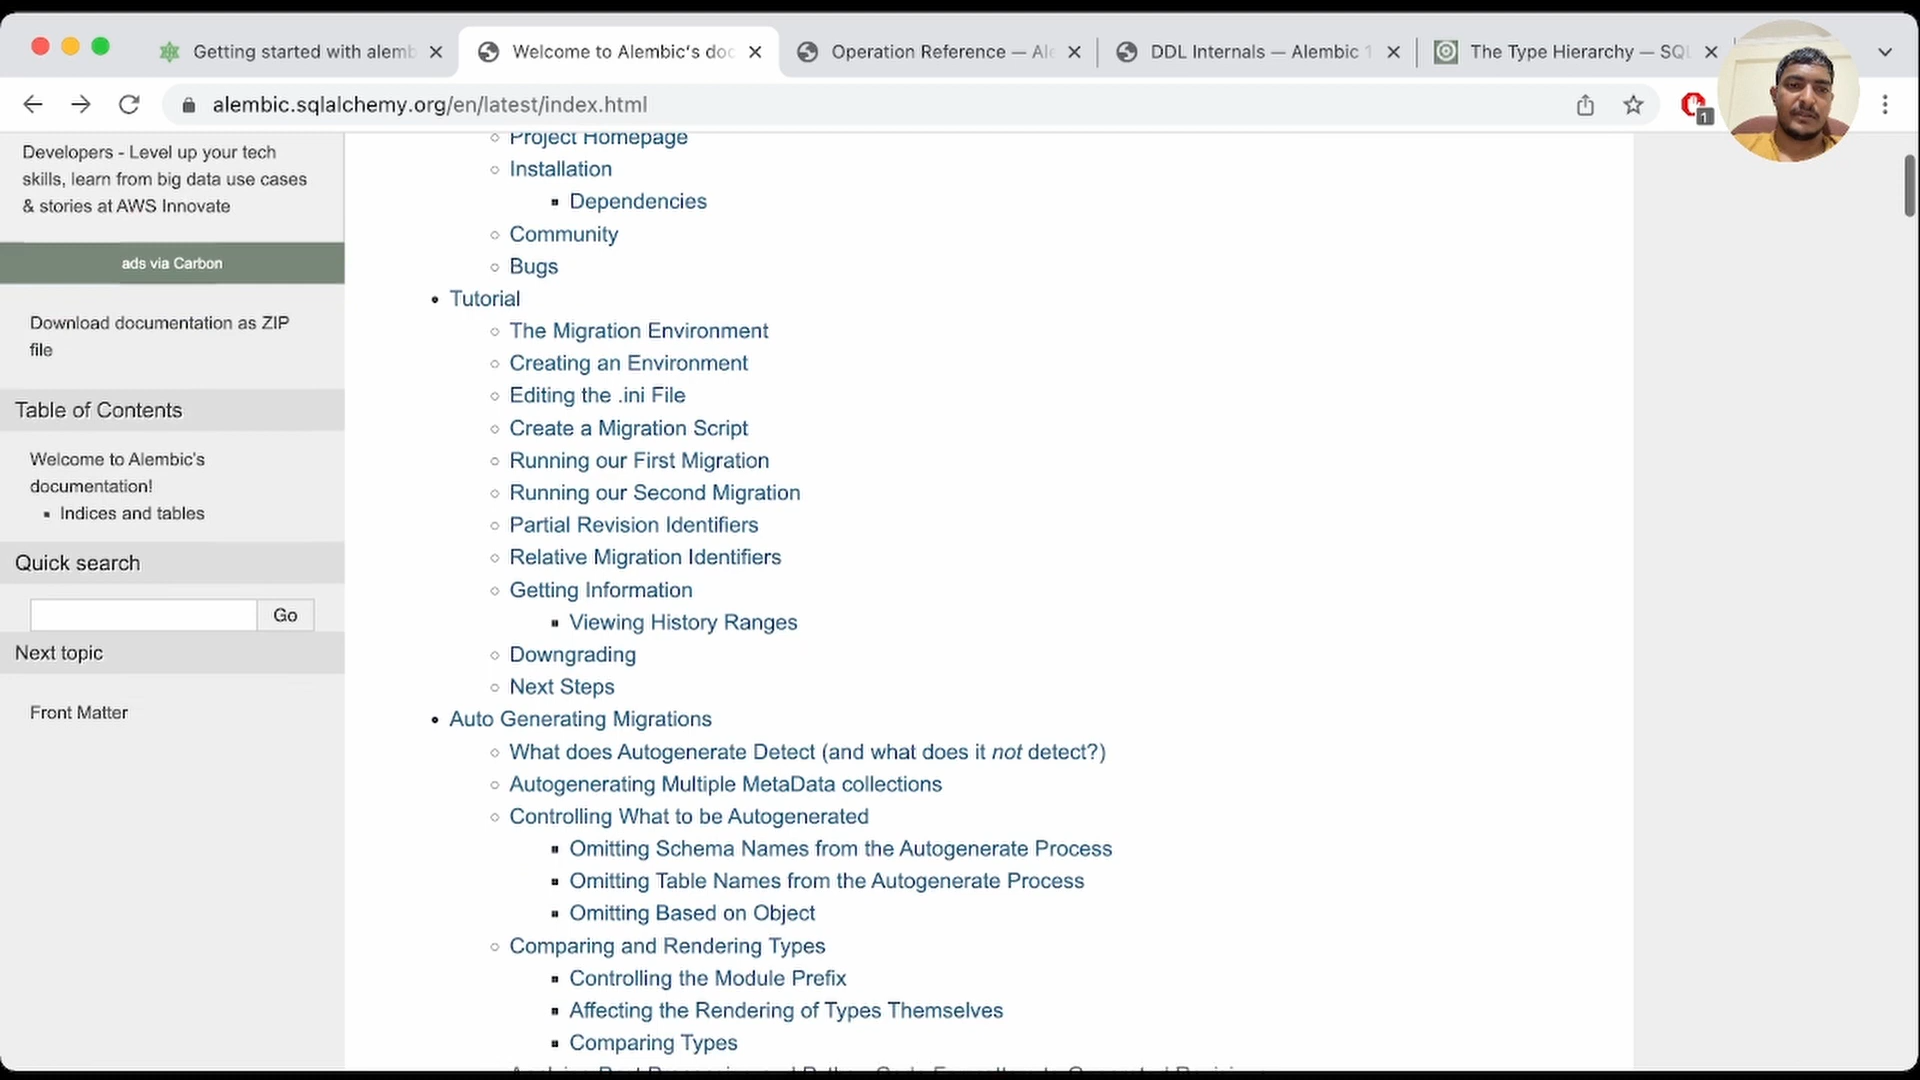 Getting started with alemb
Welcome to Alembic's doc
Operation Reference — Ale
DDL Internals — Alembic 1
The Type Hierarchy — SQL
alembic.sqlalchemy.org/en/latest/index.html
1
Developers - Level up your tech
skills, learn from big data use cases
& stories at AWS Innovate
ads via Carbon
Download documentation as ZIP
file
Table of Contents
Welcome to Alembic's
documentation!
Indices and tables
Quick search
Go
Next topic
Front Matter
Project Homepage
Installation
Dependencies
Community
Bugs
Tutorial
The Migration Environment
Creating an Environment
Editing the .ini File
Create a Migration Script
Running our First Migration
Running our Second Migration
Partial Revision Identifiers
Relative Migration Identifiers
Getting Information
Viewing History Ranges
Downgrading
Next Steps
Auto Generating Migrations
What does Autogenerate Detect (and what does it not detect?)
Autogenerating Multiple MetaData collections
Controlling What to be Autogenerated
Omitting Schema Names from the Autogenerate Process
Omitting Table Names from the Autogenerate Process
Omitting Based on Object
Comparing and Rendering Types
Controlling the Module Prefix
Affecting the Rendering of Types Themselves
Comparing Types